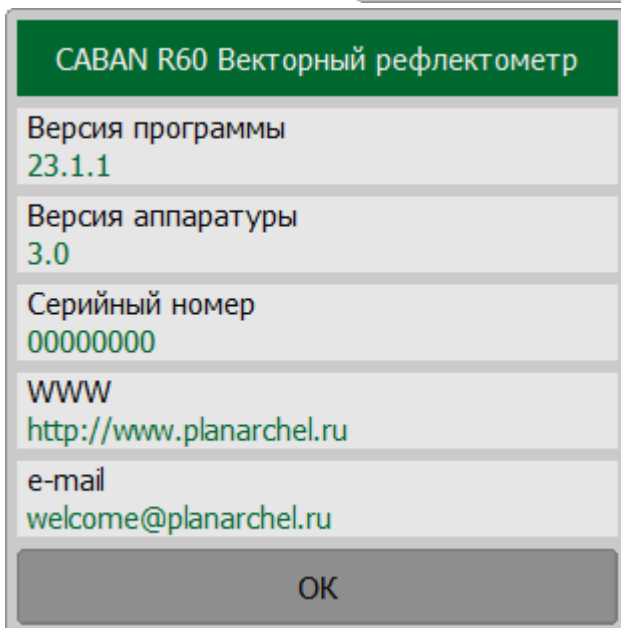 CABAN R60 Векторный рефлектометр
Версия программы
23.1.1
Версия аппаратуры
3.0
Серийный номер
00000000
WWW
http://www.planarchel.ru
e-mail
welcome@planarchel.ru
OK